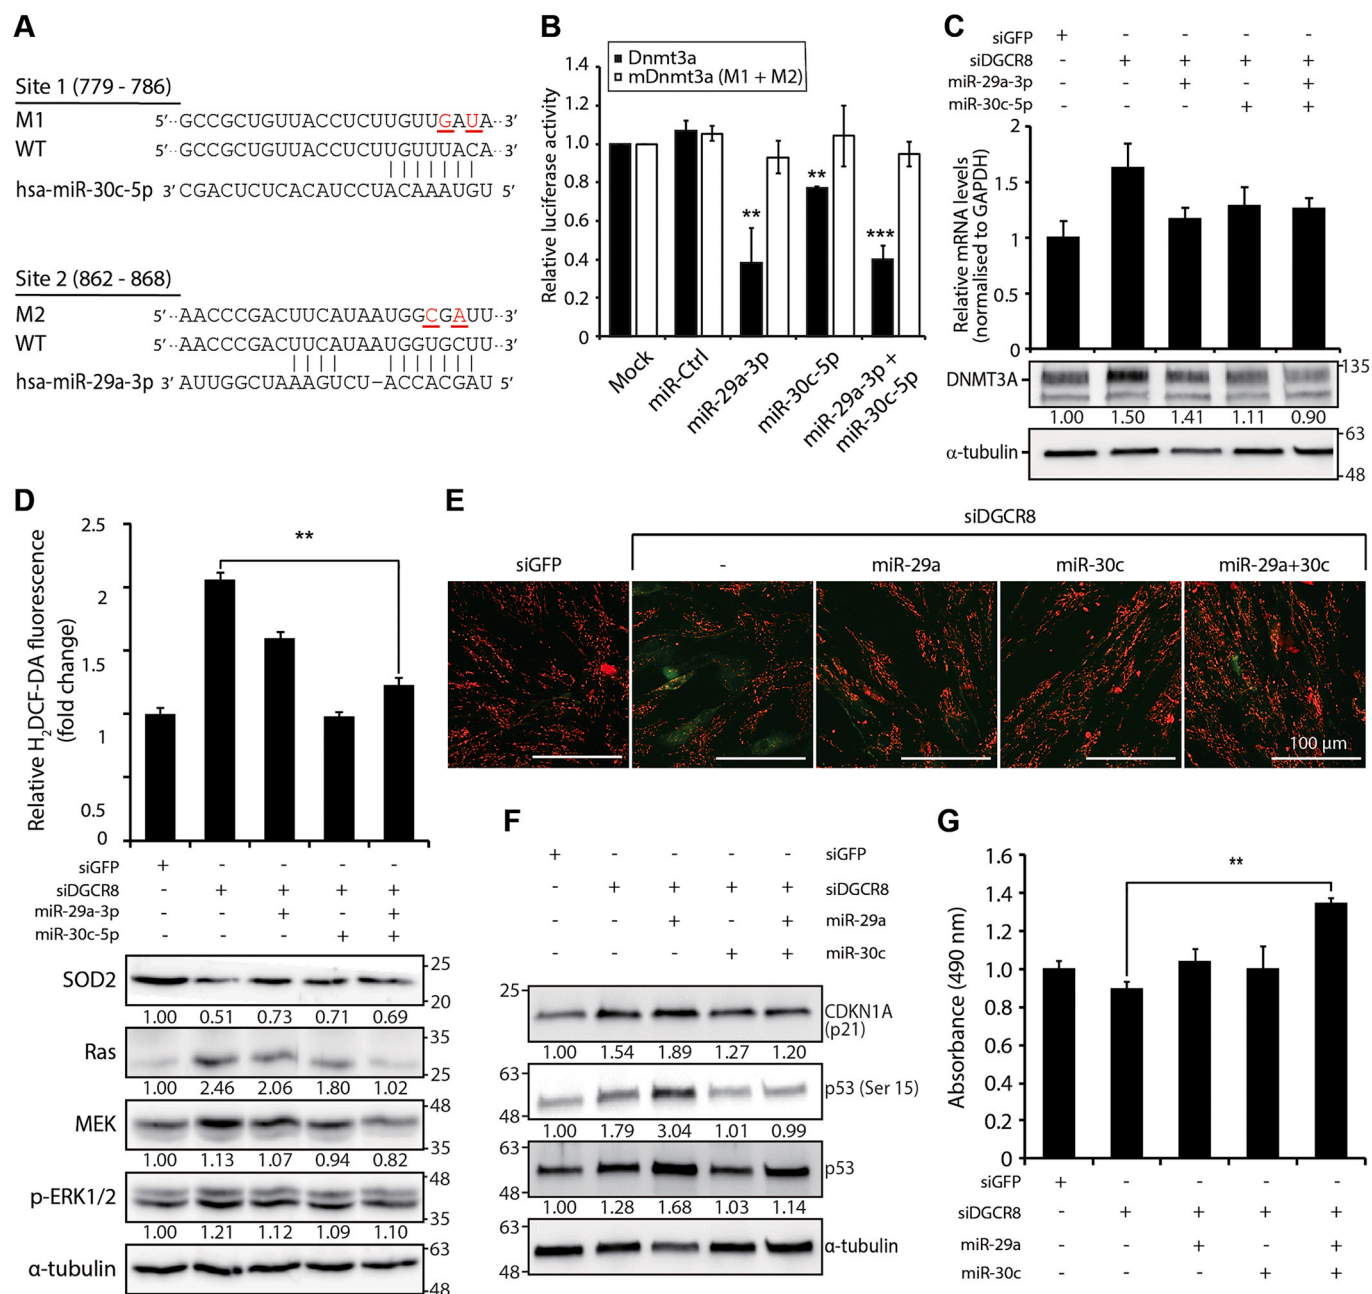 A
Site 1 (779 - 786)
M1 5′··GCCGCUGUUACCUCUUGUUGAUA··3′
WT 5′··GCCGCUGUUACCUCUUGUUUACA··3′
hsa-miR-30c-5p 3′CGACUCUCACAUCCUACAAAUGU 5′
Site 2 (862 - 868)
M2 5′··AACCCGACUUCAUAAUGGCGAUU··3′
WT 5′··AACCCGACUUCAUAAUGGUGCUU··3′
hsa-miR-29a-3p 3′AUUGGCUAAAGUCU–ACCACGAU 5′
B
Dnmt3a
mDnmt3a (M1 + M2)
Relative luciferase activity
1.4
1.2
1.0
0.8
0.6
0.4
0.2
0
** ** ***
Mock
miR-Ctrl
miR-29a-3p
miR-30c-5p
miR-29a-3p +
miR-30c-5p
C
siGFP + - - - -
siDGCR8 - + + + +
miR-29a-3p - - + - +
miR-30c-5p - - - + +
Relative mRNA levels
(normalised to GAPDH)
2
1.5
1
0.5
0
DNMT3A 135
1.00 1.50 1.41 1.11 0.90
α-tubulin 63
48
D
Relative H2DCF-DA fluorescence
(fold change)
2.5
2
1.5
1
0.5
0
**
siGFP + - - - -
siDGCR8 - + + + +
miR-29a-3p - - + - +
miR-30c-5p - - - + +
SOD2 25
20
1.00 0.51 0.73 0.71 0.69
Ras 35
25
1.00 2.46 2.06 1.80 1.02
MEK 48
35
1.00 1.13 1.07 0.94 0.82
p-ERK1/2 48
35
1.00 1.21 1.12 1.09 1.10
α-tubulin 63
48
E
siDGCR8
siGFP - miR-29a miR-30c miR-29a+30c
100 μm
F
+ - - - - siGFP
- + + + + siDGCR8
- - + - + miR-29a
- - - + + miR-30c
25 CDKN1A
(p21)
1.00 1.54 1.89 1.27 1.20
63 p53 (Ser 15)
48
1.00 1.79 3.04 1.01 0.99
63 p53
48
1.00 1.28 1.68 1.03 1.14
63 α-tubulin
48
G
Absorbance (490 nm)
1.6
1.4
1.2
1.0
0.8
0.6
0.4
0.2
0
**
siGFP + - - - -
siDGCR8 - + + + +
miR-29a - - + - +
miR-30c - - - + +